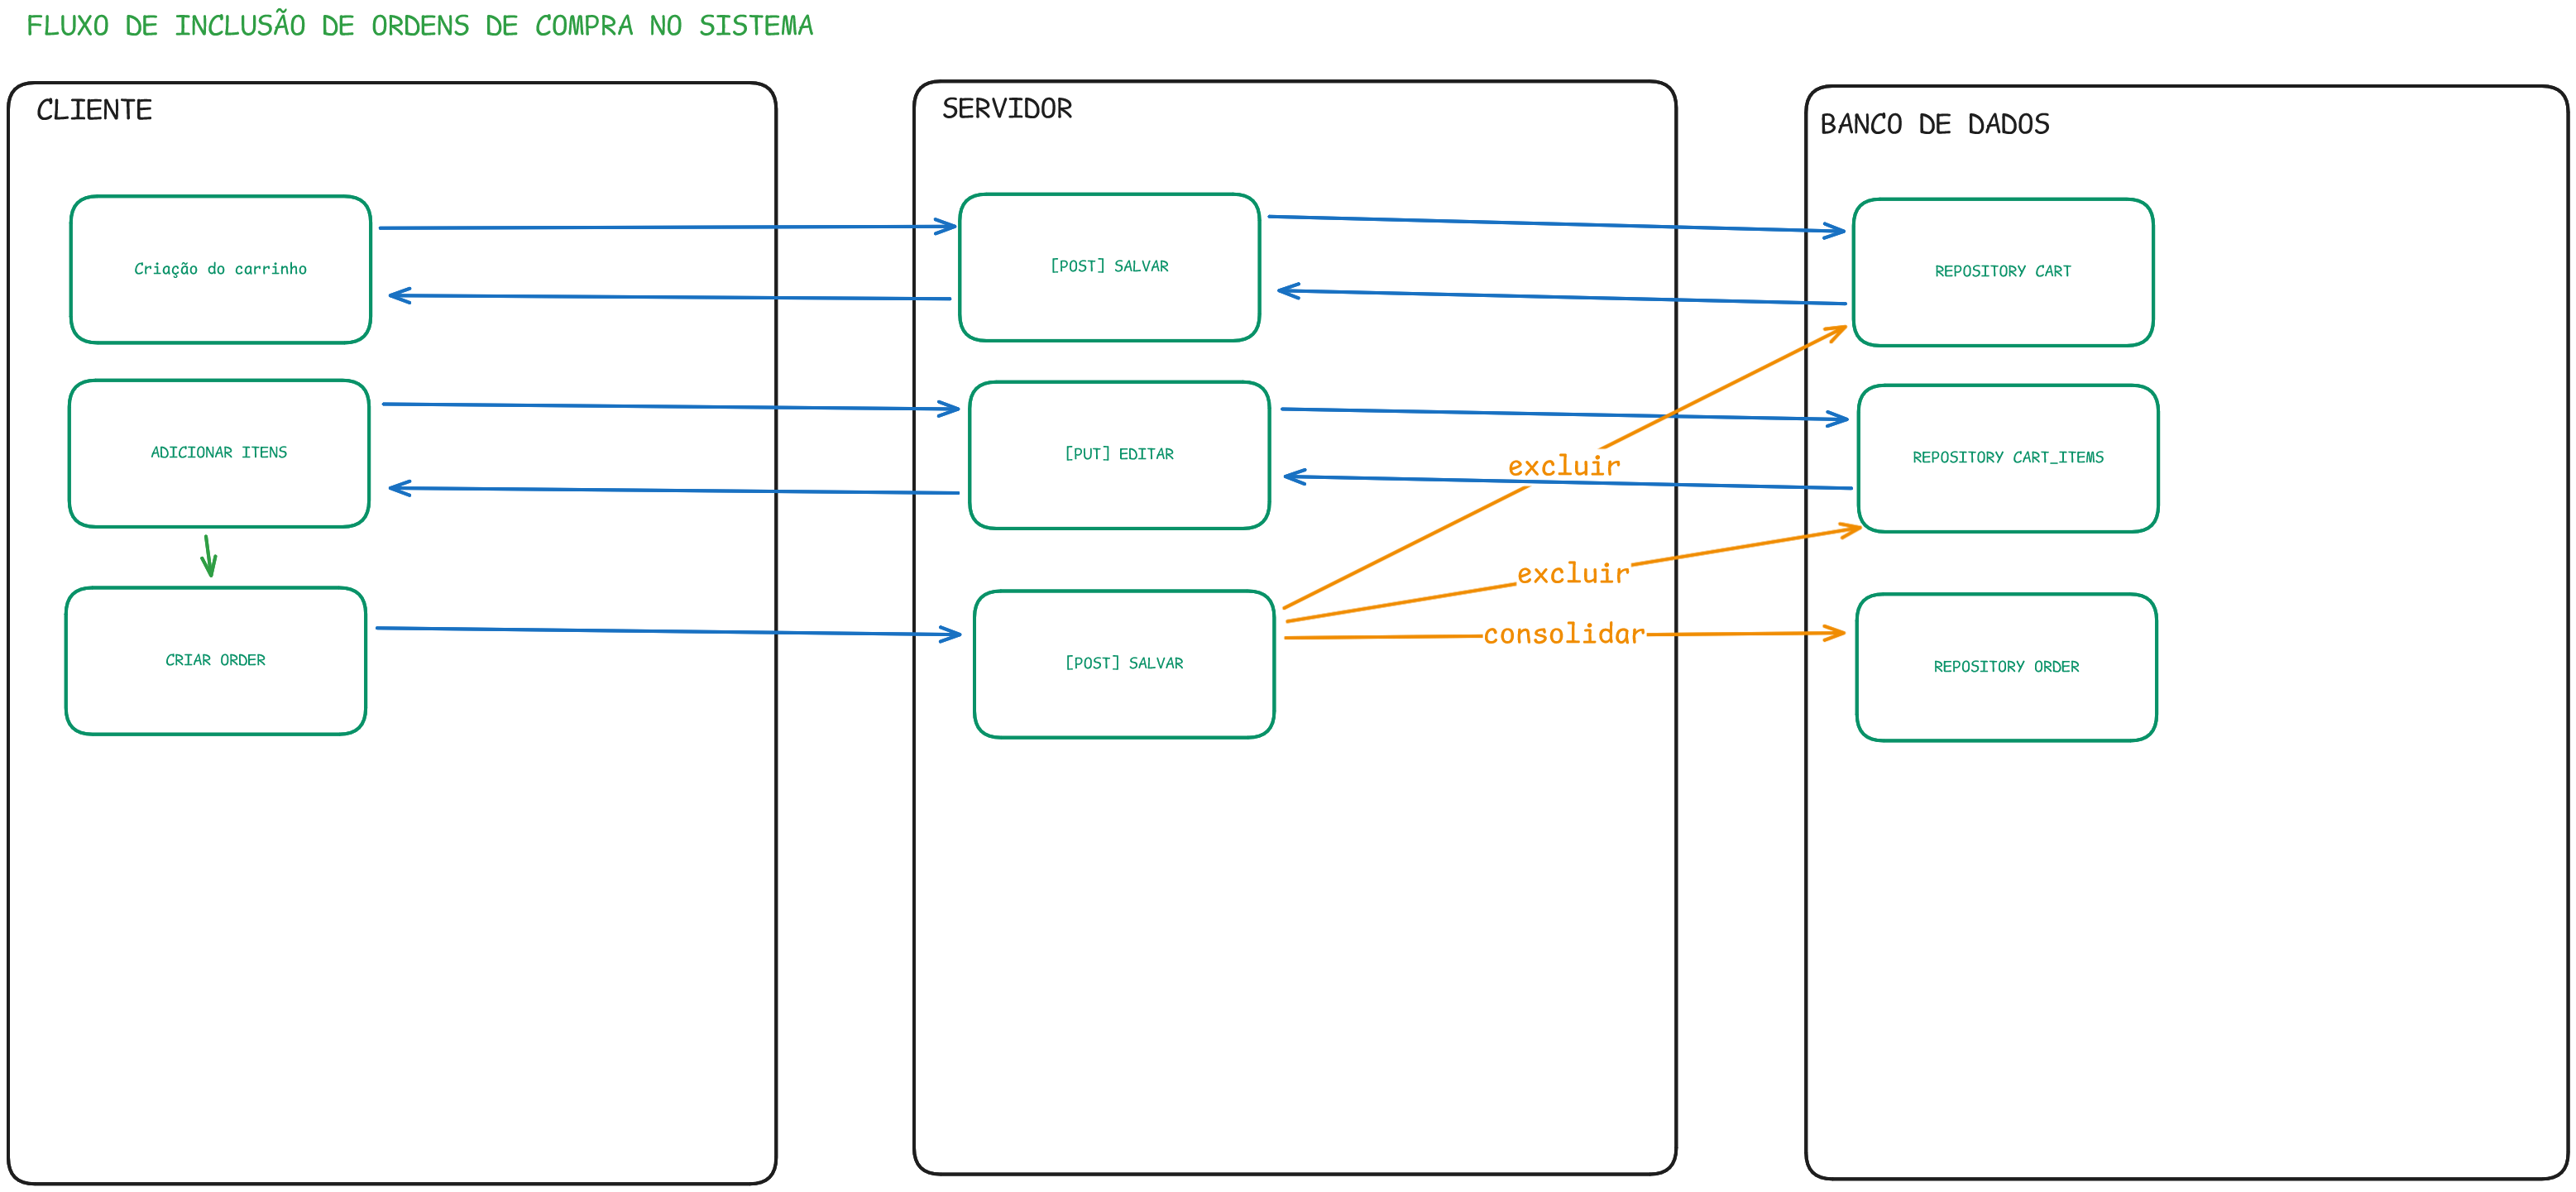 FLUXO DE INCLUSÃO DE ORDENS DE COMPRA NO SISTEMA
CLIENTE
SERVIDOR
BANCO DE DADOS
Criação do carrinho
[POST] SALVAR
REPOSITORY CART
ADICIONAR ITENS
[PUT] EDITAR
REPOSITORY CART_ITEMS
excluir
excluir
consolidar
CRIAR ORDER
[POST] SALVAR
REPOSITORY ORDER